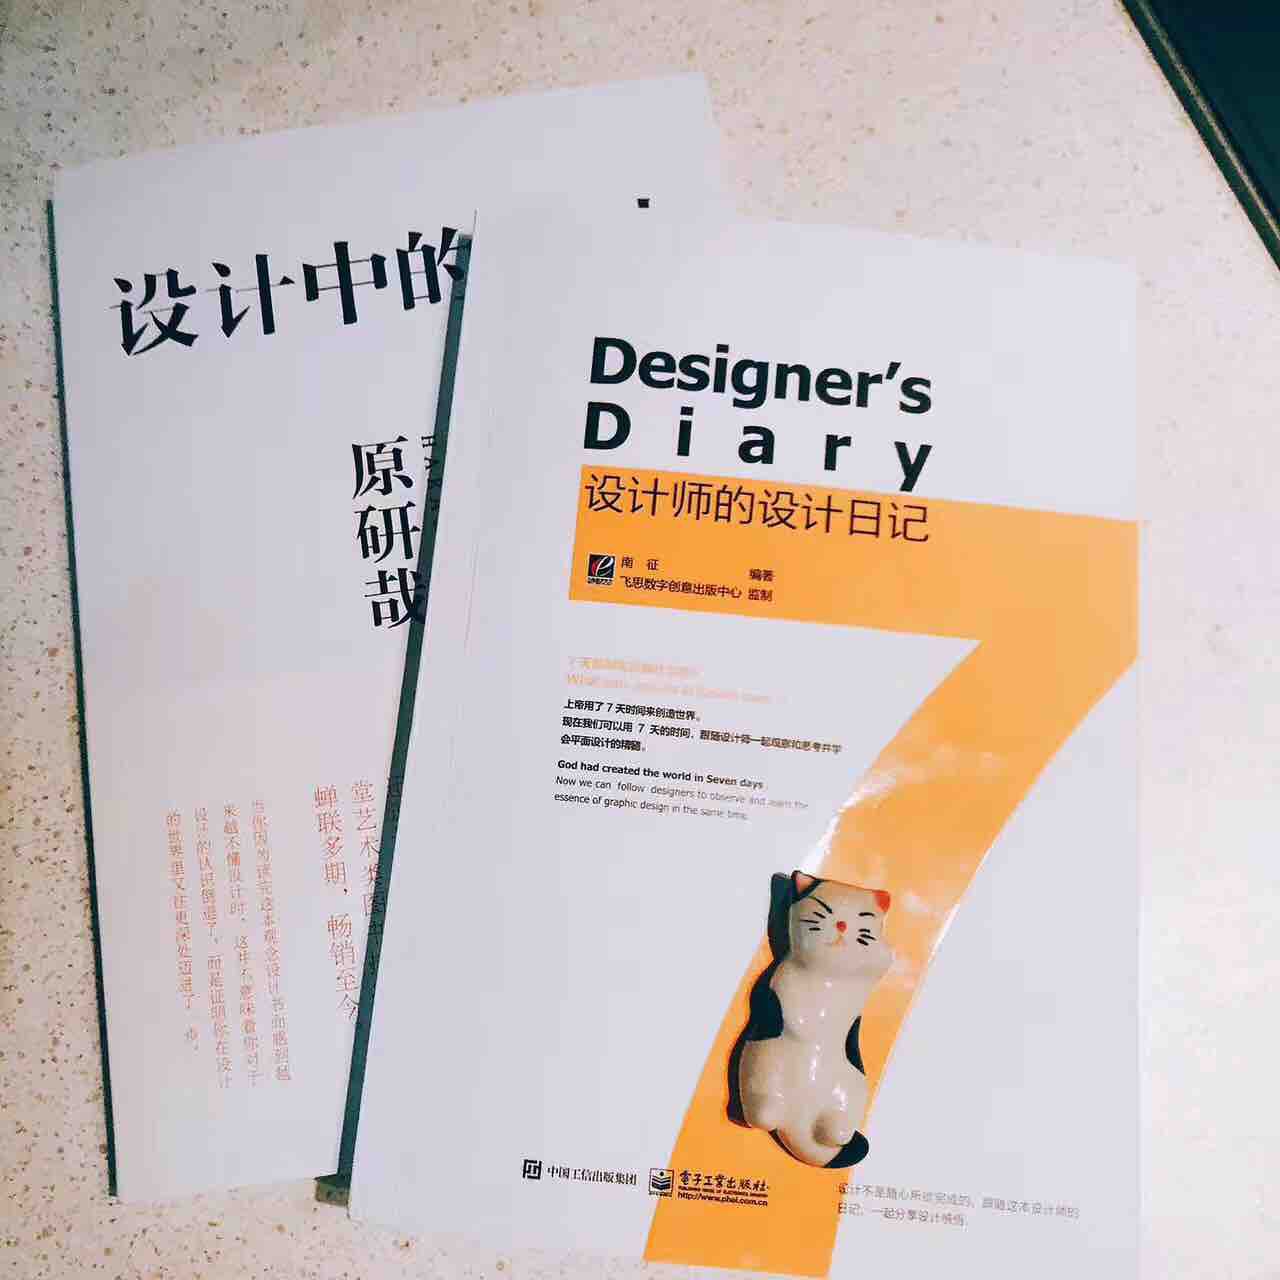 设计中的
原研哉
堂艺术类图书
蝉联多期，畅销至今
当你因为读完这本观念设计书而感到越
来越不懂设计时，这并不意味着你对于
设计的认识倒退了，而是证明你在设计
的世界里又往更深处迈进了一步。
Designer's
Diary
设计师的设计日记
南 征 编著
飞思数字创意出版中心 监制
上帝用了 7 天时间来创造世界。
现在我们可以用 7 天的时间，跟随设计师一起观察和思考并学
会平面设计的精髓。
God had created the world in Seven days
Now we can follow designers to observe and learn the
essence of graphic design in the same time.
中国工信出版集团
電子工業出版社
PUBLISHING HOUSE OF ELECTRONICS INDUSTRY
http://www.phei.com.cn
设计不是随心所欲完成的，跟随这本设计师的
日记，一起分享设计感悟